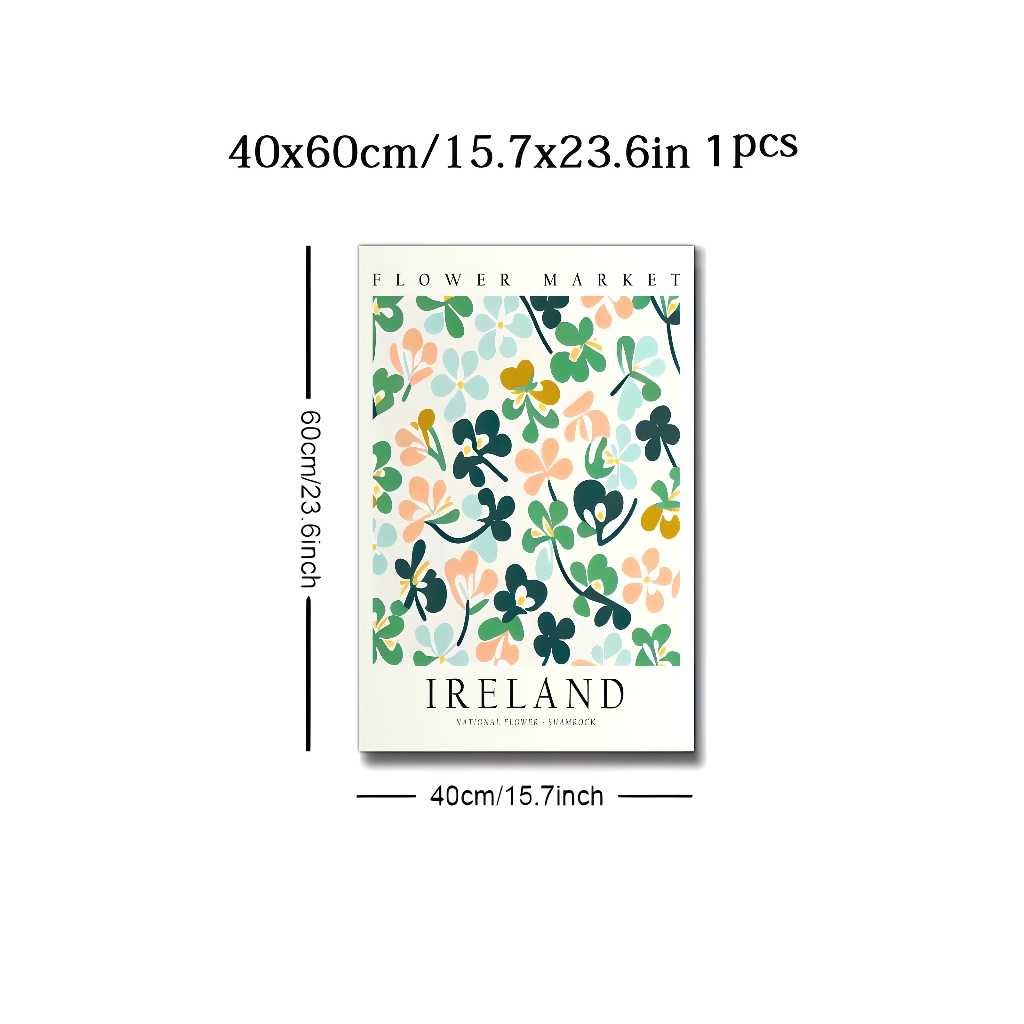 40x60cm/15.7x23.6in 1pcs
FLOWER MARKET
60cm/23.6inch
IRELAND
NATIONAL FLOWER · SHAMROCK
40cm/15.7inch